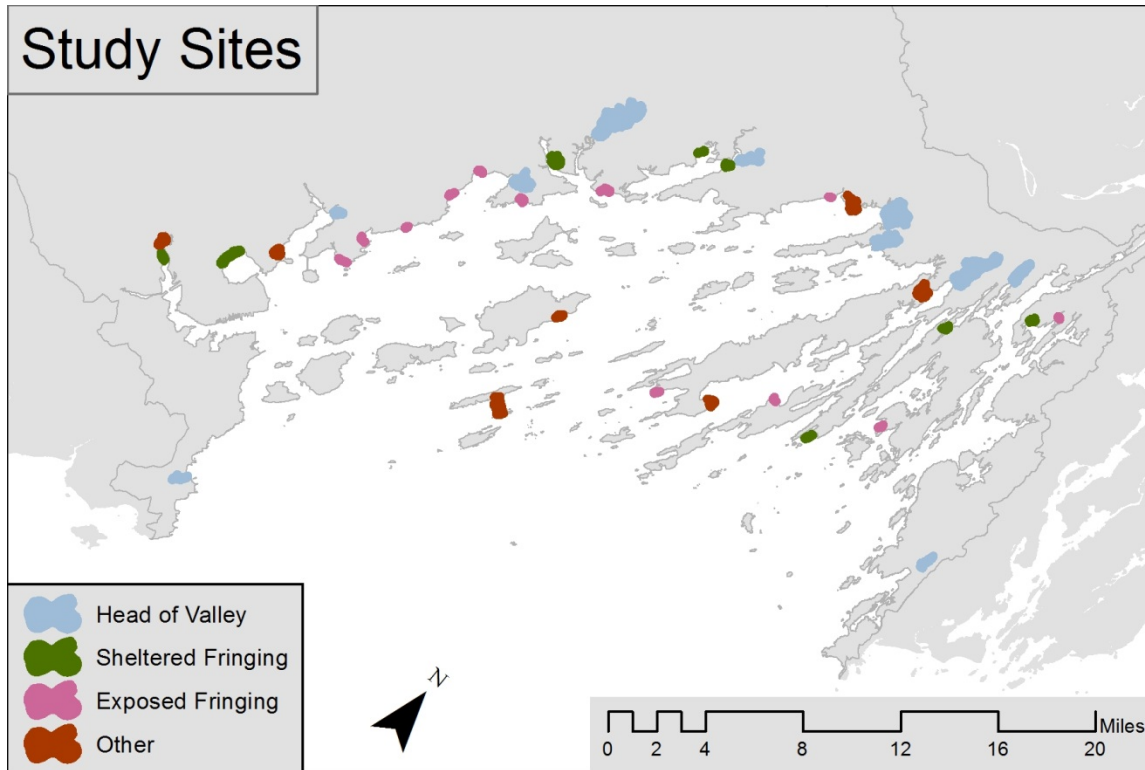 Study Sites
Head of Valley
Sheltered Fringing
Exposed Fringing
Other
N
Miles
0 2 4 8 12 16 20